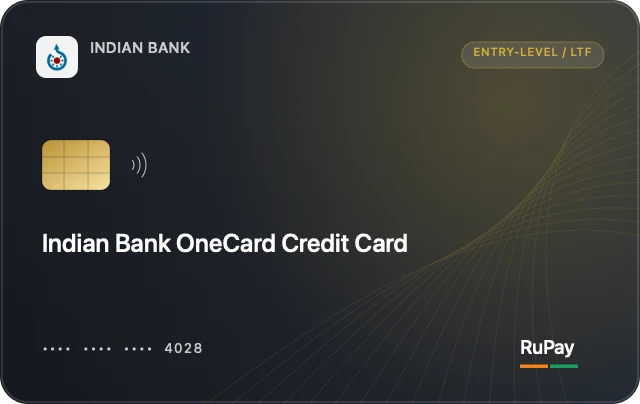 INDIAN BANK
ENTRY-LEVEL / LTF
Indian Bank OneCard Credit Card
•••• •••• •••• 4028
RuPay